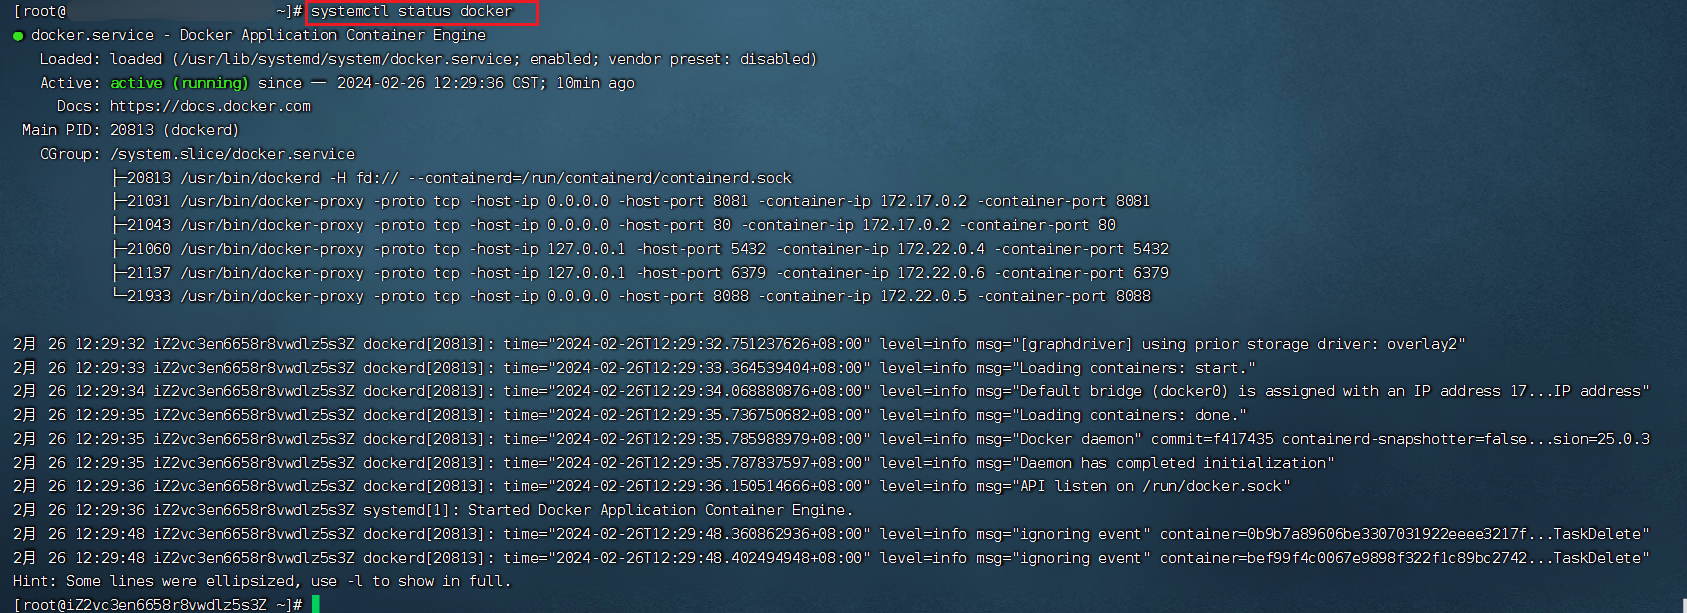 [root@ ~]# systemctl status docker
● docker.service - Docker Application Container Engine
Loaded: loaded (/usr/lib/systemd/system/docker.service; enabled; vendor preset: disabled)
Active: active (running) since 一 2024-02-26 12:29:36 CST; 10min ago
Docs: https://docs.docker.com
Main PID: 20813 (dockerd)
CGroup: /system.slice/docker.service
├─20813 /usr/bin/dockerd -H fd:// --containerd=/run/containerd/containerd.sock
├─21031 /usr/bin/docker-proxy -proto tcp -host-ip 0.0.0.0 -host-port 8081 -container-ip 172.17.0.2 -container-port 8081
├─21043 /usr/bin/docker-proxy -proto tcp -host-ip 0.0.0.0 -host-port 80 -container-ip 172.17.0.2 -container-port 80
├─21060 /usr/bin/docker-proxy -proto tcp -host-ip 127.0.0.1 -host-port 5432 -container-ip 172.22.0.4 -container-port 5432
├─21137 /usr/bin/docker-proxy -proto tcp -host-ip 127.0.0.1 -host-port 6379 -container-ip 172.22.0.6 -container-port 6379
└─21933 /usr/bin/docker-proxy -proto tcp -host-ip 0.0.0.0 -host-port 8088 -container-ip 172.22.0.5 -container-port 8088
2月 26 12:29:32 iZ2vc3en6658r8vwdlz5s3Z dockerd[20813]: time="2024-02-26T12:29:32.751237626+08:00" level=info msg="[graphdriver] using prior storage driver: overlay2"
2月 26 12:29:33 iZ2vc3en6658r8vwdlz5s3Z dockerd[20813]: time="2024-02-26T12:29:33.364539404+08:00" level=info msg="Loading containers: start."
2月 26 12:29:34 iZ2vc3en6658r8vwdlz5s3Z dockerd[20813]: time="2024-02-26T12:29:34.068880876+08:00" level=info msg="Default bridge (docker0) is assigned with an IP address 17...IP address"
2月 26 12:29:35 iZ2vc3en6658r8vwdlz5s3Z dockerd[20813]: time="2024-02-26T12:29:35.736750682+08:00" level=info msg="Loading containers: done."
2月 26 12:29:35 iZ2vc3en6658r8vwdlz5s3Z dockerd[20813]: time="2024-02-26T12:29:35.785988979+08:00" level=info msg="Docker daemon" commit=f417435 containerd-snapshotter=false...sion=25.0.3
2月 26 12:29:35 iZ2vc3en6658r8vwdlz5s3Z dockerd[20813]: time="2024-02-26T12:29:35.787837597+08:00" level=info msg="Daemon has completed initialization"
2月 26 12:29:36 iZ2vc3en6658r8vwdlz5s3Z dockerd[20813]: time="2024-02-26T12:29:36.150514666+08:00" level=info msg="API listen on /run/docker.sock"
2月 26 12:29:36 iZ2vc3en6658r8vwdlz5s3Z systemd[1]: Started Docker Application Container Engine.
2月 26 12:29:48 iZ2vc3en6658r8vwdlz5s3Z dockerd[20813]: time="2024-02-26T12:29:48.360862936+08:00" level=info msg="ignoring event" container=0b9b7a89606be3307031922eeee3217f...TaskDelete"
2月 26 12:29:48 iZ2vc3en6658r8vwdlz5s3Z dockerd[20813]: time="2024-02-26T12:29:48.402494948+08:00" level=info msg="ignoring event" container=bef99f4c0067e9898f322f1c89bc2742...TaskDelete"
Hint: Some lines were ellipsized, use -l to show in full.
[root@iZ2vc3en6658r8vwdlz5s3Z ~]#